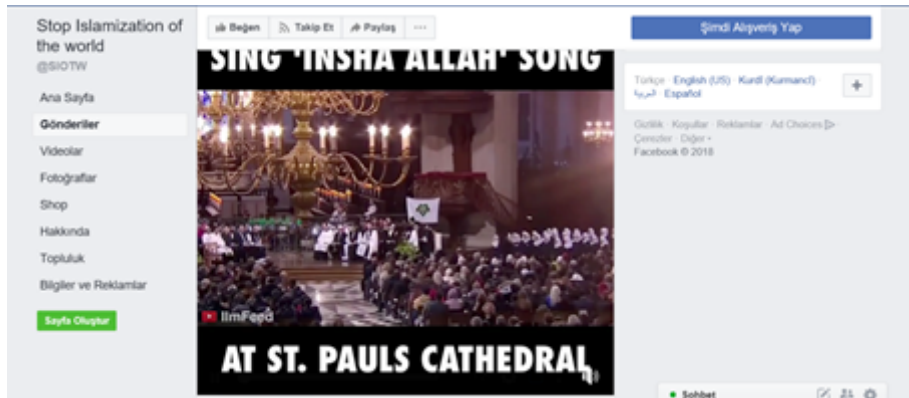 Stop Islamization of
the world
@SIOTW
Ana Sayfa
Gönderiler
Videolar
Fotoğraflar
Shop
Hakkında
Topluluk
Bilgiler ve Reklamlar
Sayfa Oluştur
Beğen Takip Et Paylaş ...
SING 'INSHA ALLAH' SONG
IlmFeed
AT ST. PAULS CATHEDRAL
Şimdi Alışveriş Yap
Türkçe · English (US) · Kurdî (Kurmancî) ·
العربية · Español
Gizlilik · Koşullar · Reklamlar · Ad Choices
Çerezler · Diğer
Facebook © 2018
Sohbet